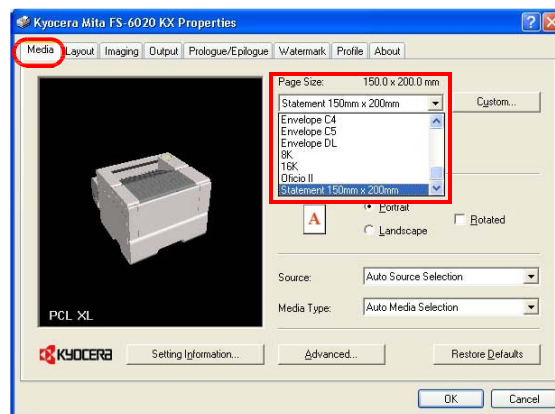 Kyocera Mita FS-6020 KX Properties
Media Layout Imaging Output Prologue/Epilogue Watermark Profile About
Page Size: 150.0 x 200.0 mm
Statement 150mm x 200mm Custom...
Envelope C4
Envelope C5
Envelope DL
8K
16K
Oficio II
Statement 150mm x 200mm
Portrait
A
Rotated
Landscape
Source: Auto Source Selection
Media Type: Auto Media Selection
PCL XL
KYOCERA Setting Information... Advanced... Restore Defaults
OK Cancel